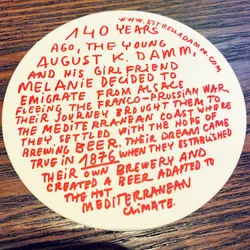 www.estrelladamm.com
140 YEARS
AGO, THE YOUNG
AUGUST K. DAMM,
AND HIS GIRLFRIEND
MELANIE DECIDED TO
EMIGRATE FROM ALSACE
FLEEING THE FRANCO-PRUSSIAN WAR
THEIR JOURNEY BROUGHT THEM TO
THE MEDITERRANEAN COAST, WHERE
THEY SETTLED WITH THE HOPES OF
BREWING BEER. THEIR DREAM CAME
TRUE IN 1876 WHEN THEY ESTABLISHED
THEIR OWN BREWERY AND
CREATED A BEER ADAPTED TO
THE HOT
MEDITERRANEAN
CLIMATE.